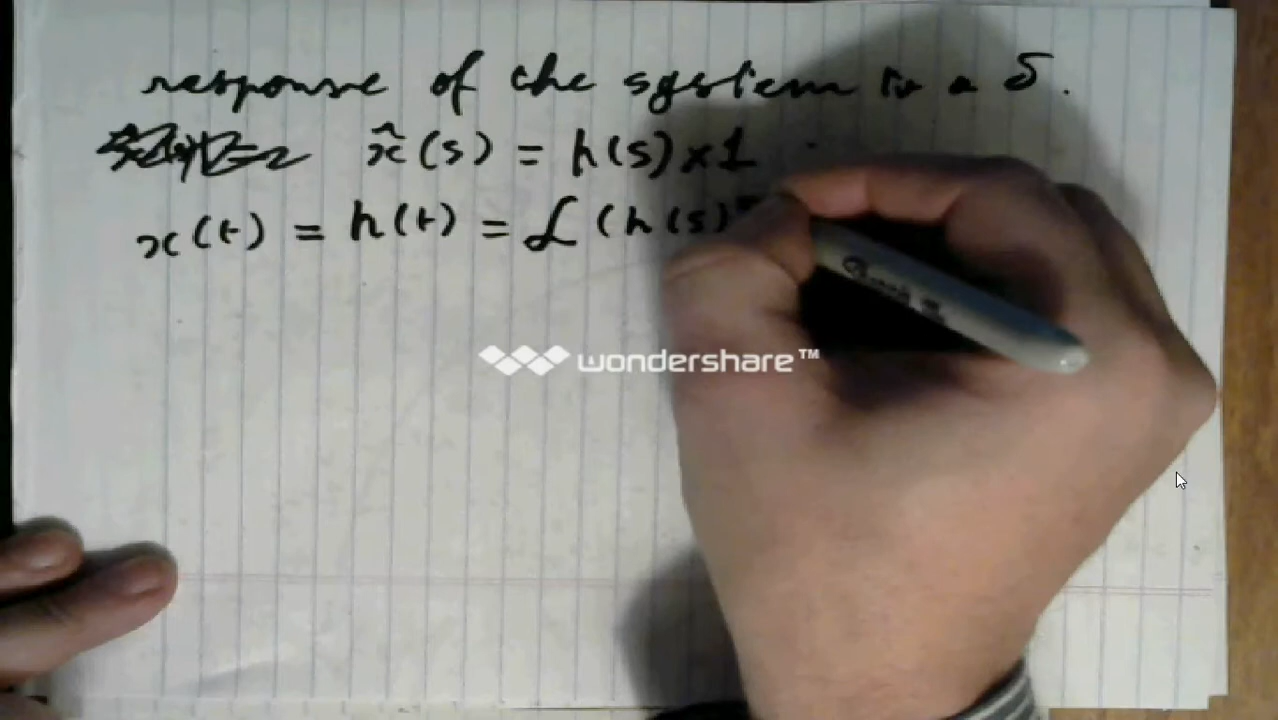 response of the system to a δ.
x̂(s) = h(s) × 1
x(t) = h(t) = ℒ(h(s)
wondershare™